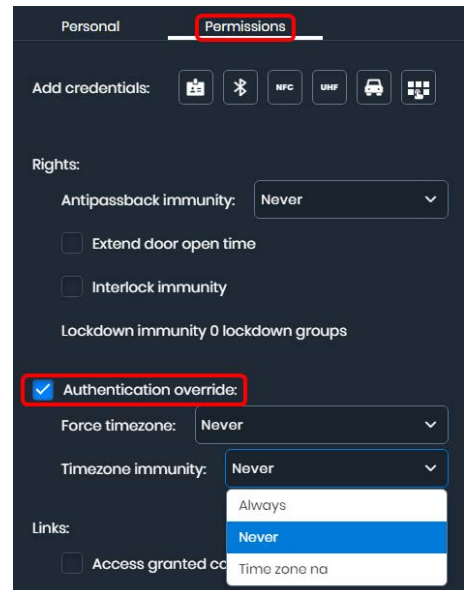 Personal Permissions
Add credentials: NFC UHF
Rights:
Antipassback immunity: Never
Extend door open time
Interlock immunity
Lockdown immunity 0 lockdown groups
Authentication override:
Force timezone: Never
Timezone immunity: Never
Always
Links:
Never
Access granted co
Time zone na